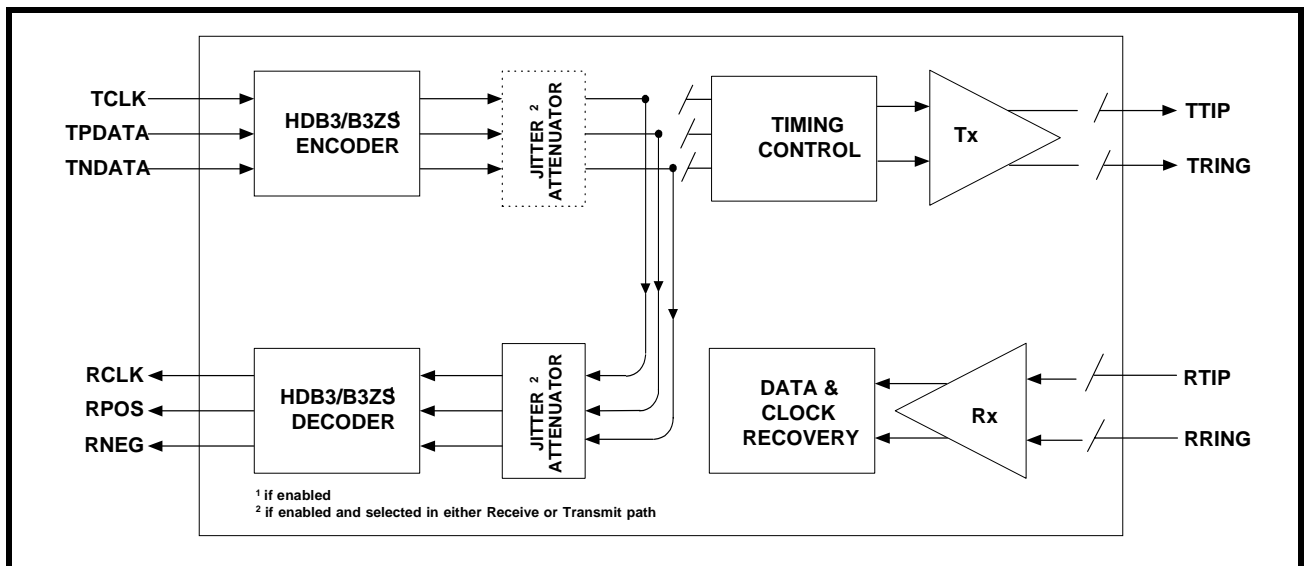 TCLK
TPDATA
TNDATA
HDB3/B3ZS1
ENCODER
JITTER 2
ATTENUATOR
TIMING
CONTROL
Tx
TTIP
TRING
RCLK
RPOS
RNEG
HDB3/B3ZS1
DECODER
JITTER 2
ATTENUATOR
DATA &
CLOCK
RECOVERY
Rx
RTIP
RRING
1 if enabled
2 if enabled and selected in either Receive or Transmit path